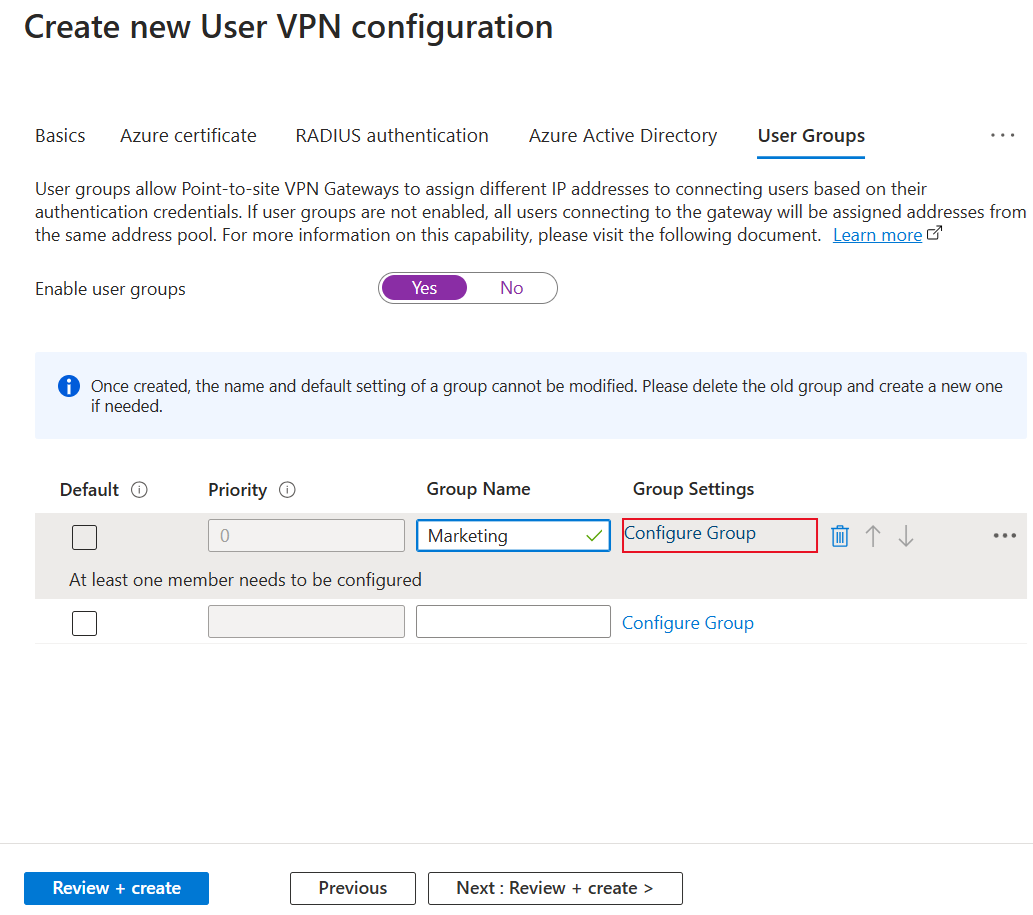 Create new User VPN configuration
Basics Azure certificate RADIUS authentication Azure Active Directory User Groups ...
User groups allow Point-to-site VPN Gateways to assign different IP addresses to connecting users based on their
authentication credentials. If user groups are not enabled, all users connecting to the gateway will be assigned addresses from
the same address pool. For more information on this capability, please visit the following document. Learn more
Enable user groups Yes No
Once created, the name and default setting of a group cannot be modified. Please delete the old group and create a new one
if needed.
Default Priority Group Name Group Settings
0 Marketing Configure Group ...
At least one member needs to be configured
Configure Group
Review + create Previous Next : Review + create >